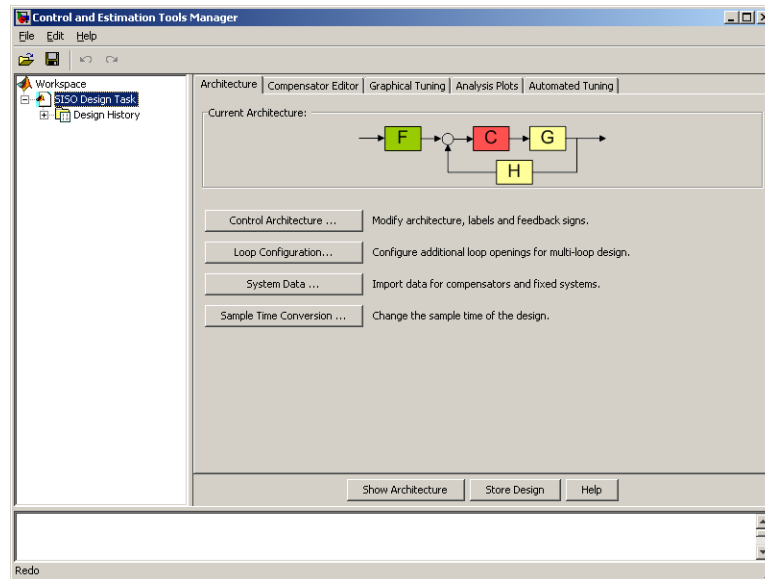 Control and Estimation Tools Manager
File Edit Help
Workspace
SISO Design Task
Design History
Architecture Compensator Editor Graphical Tuning Analysis Plots Automated Tuning
Current Architecture:
F C G
H
Control Architecture ... Modify architecture, labels and feedback signs.
Loop Configuration... Configure additional loop openings for multi-loop design.
System Data ... Import data for compensators and fixed systems.
Sample Time Conversion ... Change the sample time of the design.
Show Architecture Store Design Help
Redo